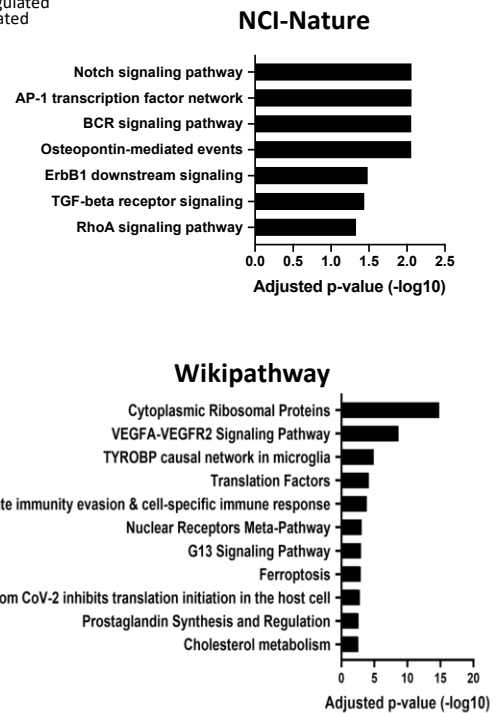 ated
NCI-Nature
Notch signaling pathway
AP-1 transcription factor network
BCR signaling pathway
Osteopontin-mediated events
ErbB1 downstream signaling
TGF-beta receptor signaling
RhoA signaling pathway
0.0 0.5 1.0 1.5 2.0 2.5
Adjusted p-value (-log10)
Wikipathway
Cytoplasmic Ribosomal Proteins
VEGFA-VEGFR2 Signaling Pathway
TYROBP causal network in microglia
Translation Factors
te immunity evasion & cell-specific immune response
Nuclear Receptors Meta-Pathway
G13 Signaling Pathway
Ferroptosis
om CoV-2 inhibits translation initiation in the host cell
Prostaglandin Synthesis and Regulation
Cholesterol metabolism
0 5 10 15 20
Adjusted p-value (-log10)